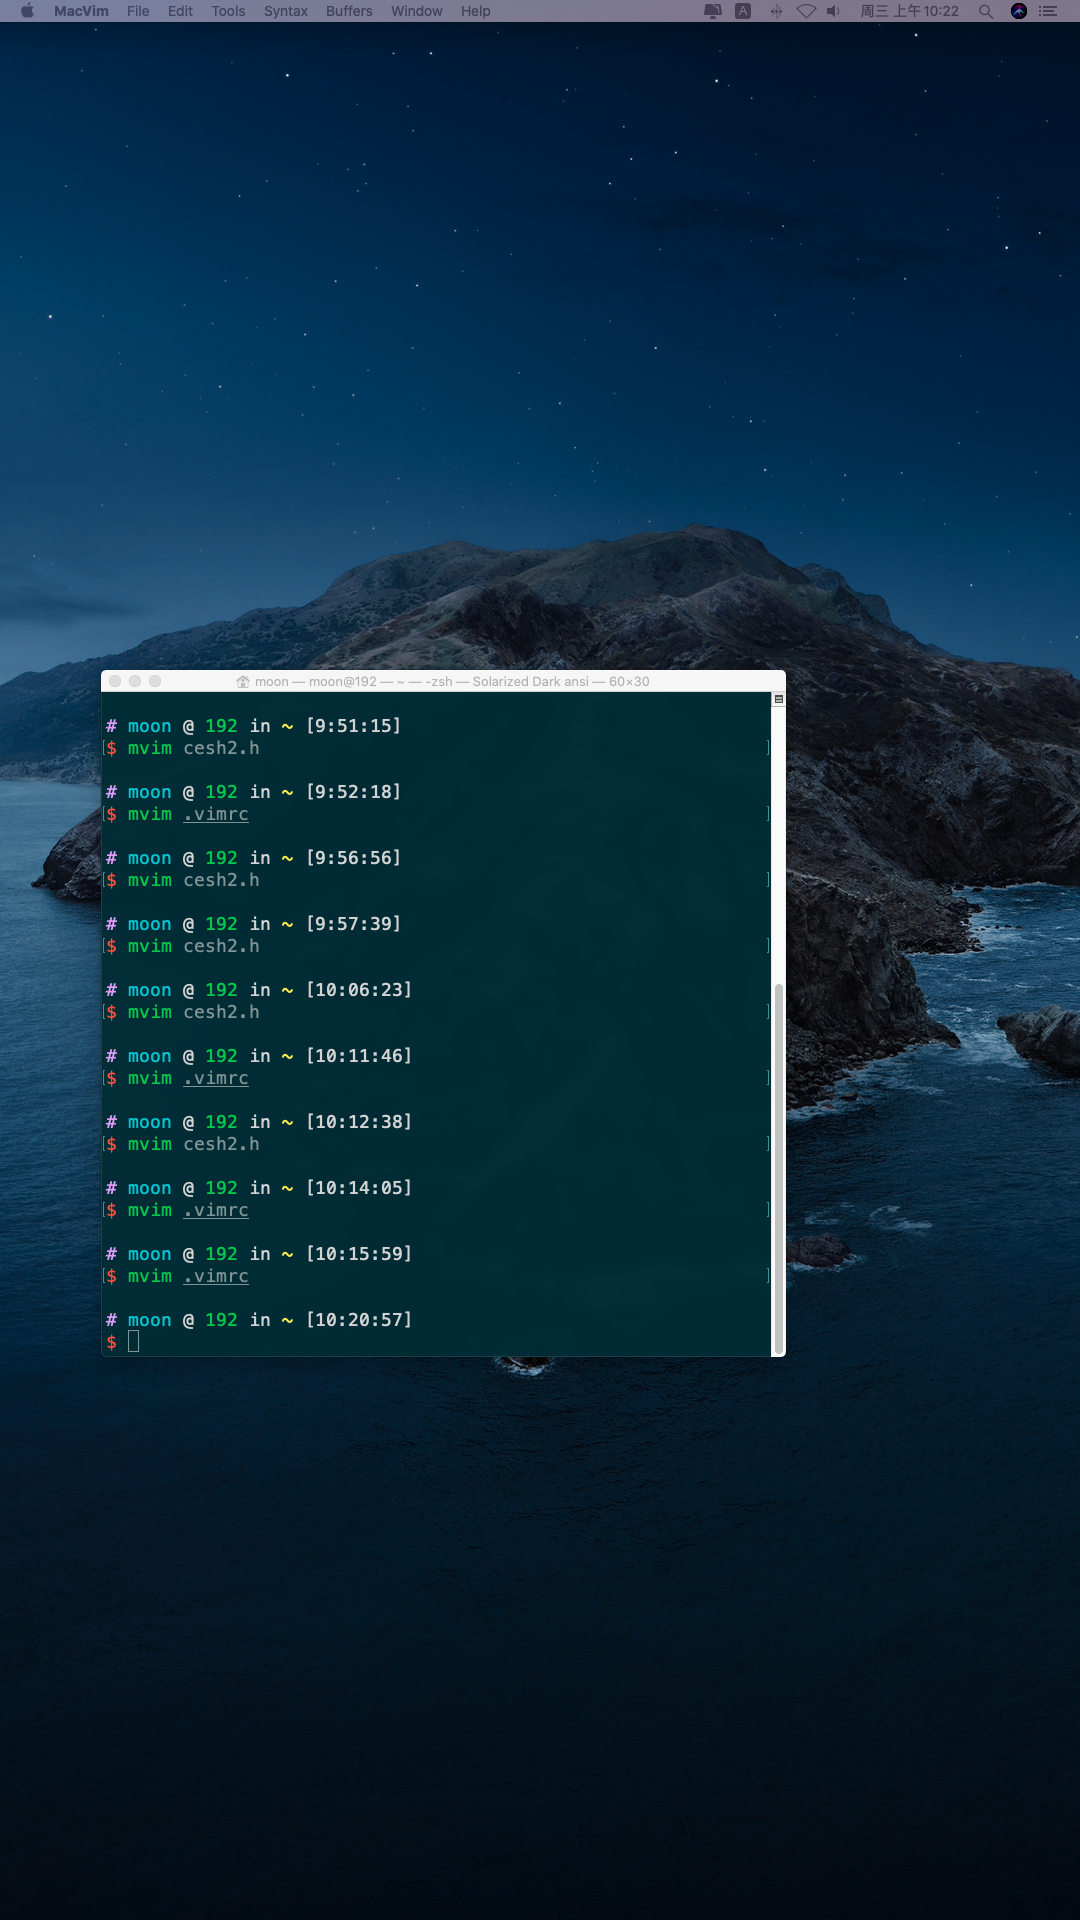 MacVim File Edit Tools Syntax Buffers Window Help A 周三 上午10:22
moon — moon@192 — ~ — -zsh — Solarized Dark ansi — 60×30
# moon @ 192 in ~ [9:51:15]
[$ mvim cesh2.h ]
# moon @ 192 in ~ [9:52:18]
[$ mvim .vimrc ]
# moon @ 192 in ~ [9:56:56]
[$ mvim cesh2.h ]
# moon @ 192 in ~ [9:57:39]
[$ mvim cesh2.h ]
# moon @ 192 in ~ [10:06:23]
[$ mvim cesh2.h ]
# moon @ 192 in ~ [10:11:46]
[$ mvim .vimrc ]
# moon @ 192 in ~ [10:12:38]
[$ mvim cesh2.h ]
# moon @ 192 in ~ [10:14:05]
[$ mvim .vimrc ]
# moon @ 192 in ~ [10:15:59]
[$ mvim .vimrc ]
# moon @ 192 in ~ [10:20:57]
$